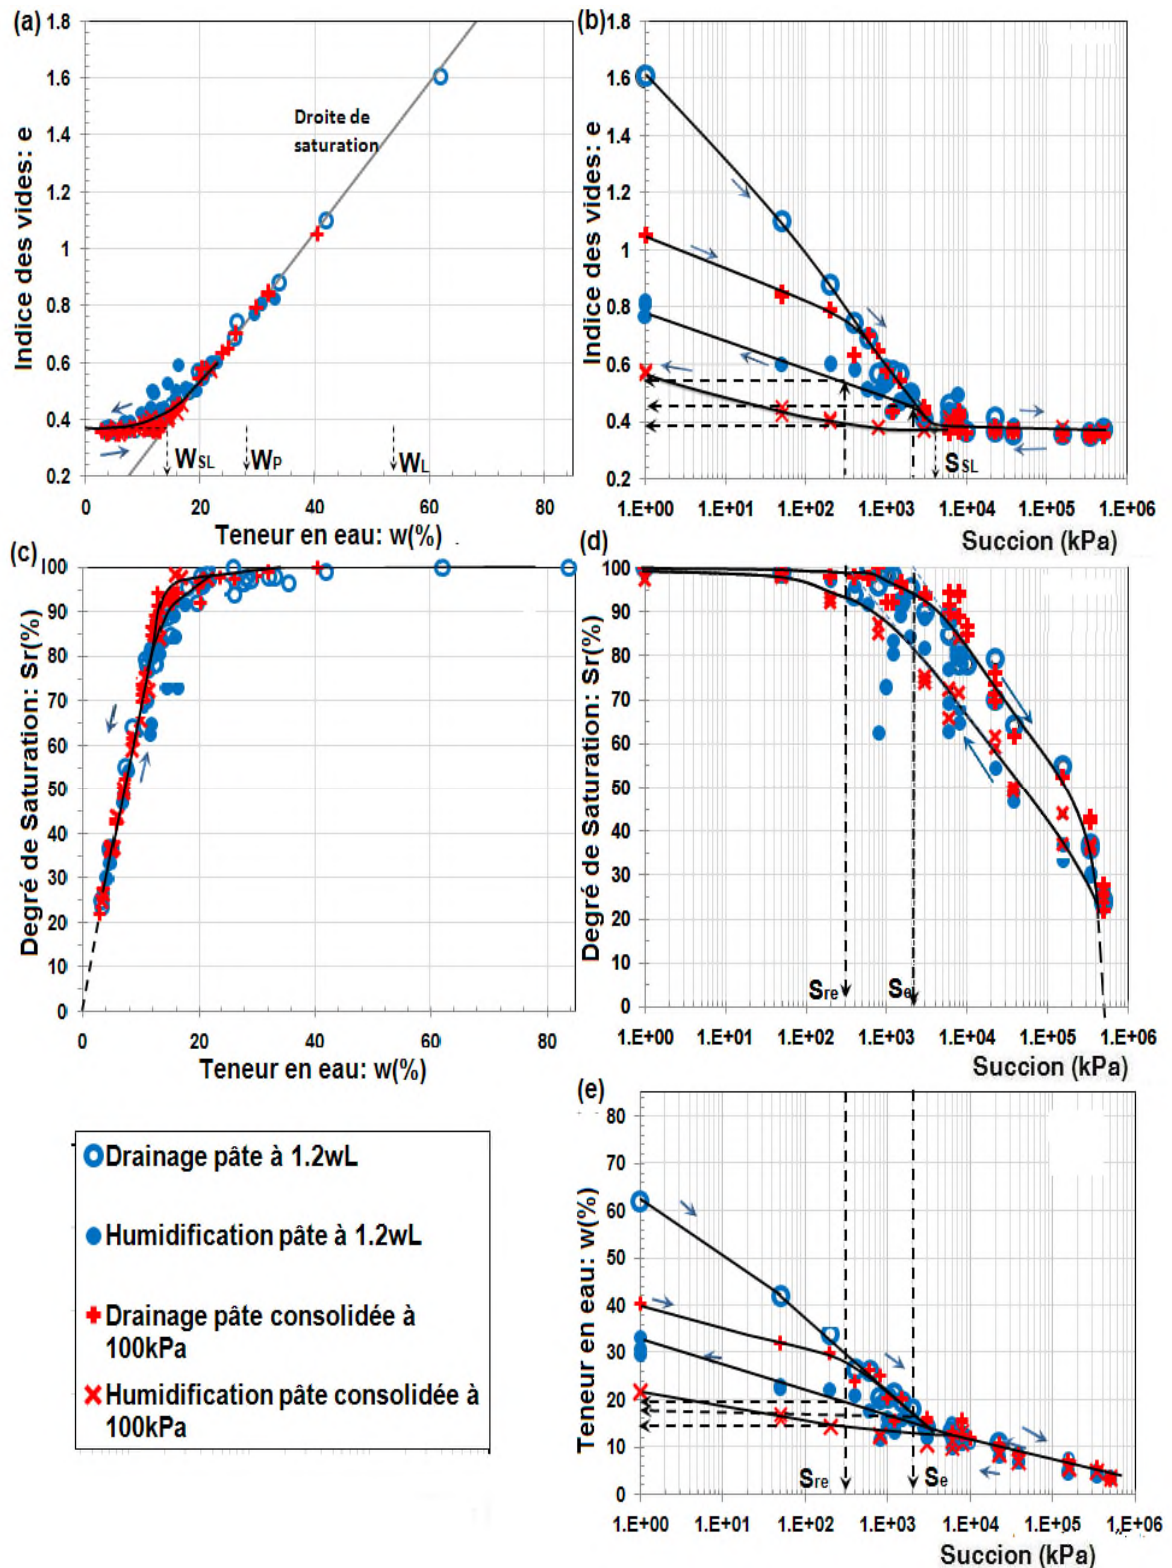 (a)
1.8
1.6
1.4
1.2
1
0.8
0.6
0.4
0.2
Indice des vides: e
Droite de
saturation
WSL
WP
WL
0
20
40
60
80
Teneur en eau: w(%)
(b)
1.8
1.6
1.4
1.2
1
0.8
0.6
0.4
0.2
Indice des vides: e
SSL
1.E+00
1.E+01
1.E+02
1.E+03
1.E+04
1.E+05
1.E+06
Succion (kPa)
(c)
100
90
80
70
60
50
40
30
20
10
0
Degré de Saturation: Sr(%)
0
20
40
60
80
Teneur en eau: w(%)
(d)
100
90
80
70
60
50
40
30
20
10
0
Degré de Saturation: Sr(%)
Sre
Se
1.E+00
1.E+01
1.E+02
1.E+03
1.E+04
1.E+05
1.E+06
Succion (kPa)
Drainage pâte à 1.2wL
Humidification pâte à 1.2wL
Drainage pâte consolidée à
100kPa
Humidification pâte consolidée à
100kPa
(e)
80
70
60
50
40
30
20
10
0
Teneur en eau: w(%)
Sre
Se
1.E+00
1.E+01
1.E+02
1.E+03
1.E+04
1.E+05
1.E+06
Succion (kPa)